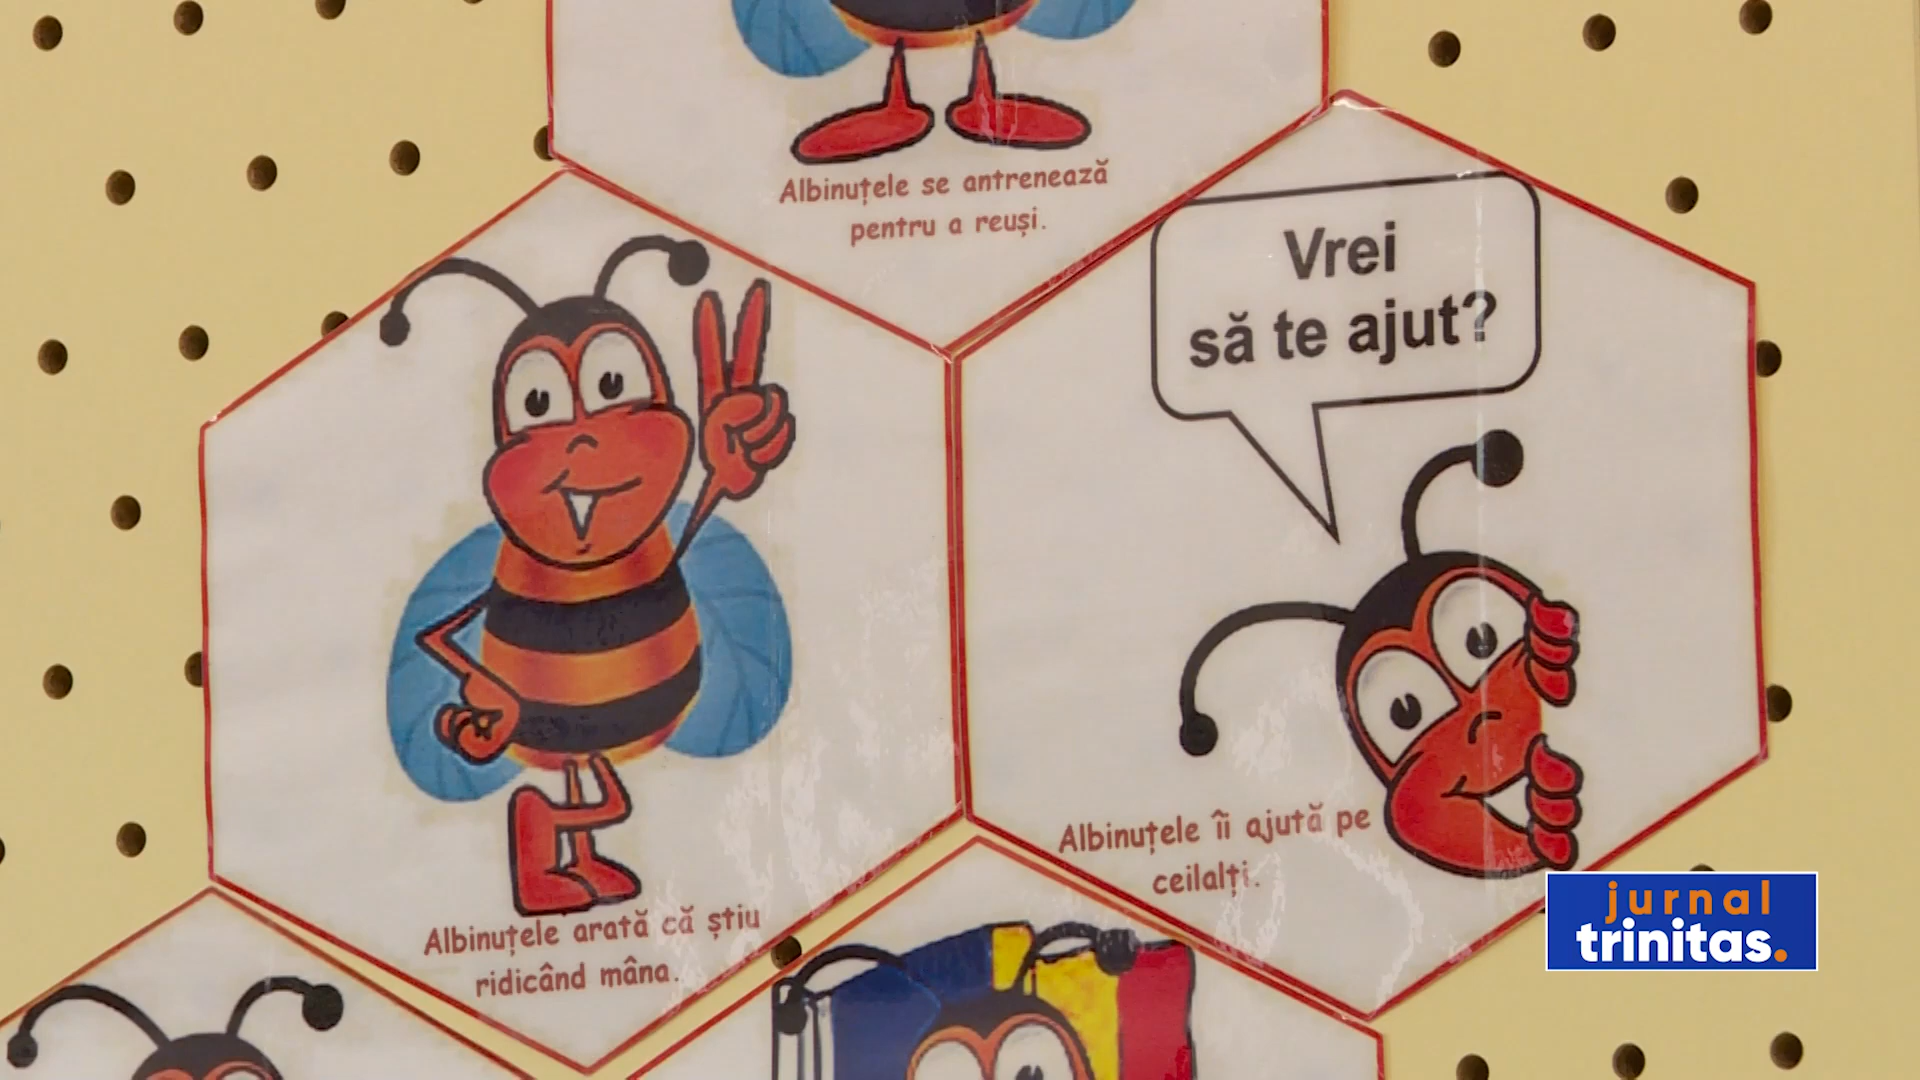 Albinuțele se antrenează
pentru a reuși.
Vrei
să te ajut?
Albinuțele îi ajută pe
ceilalți.
Albinuțele arată că știu
ridicând mâna.
jurnal
trinitas.